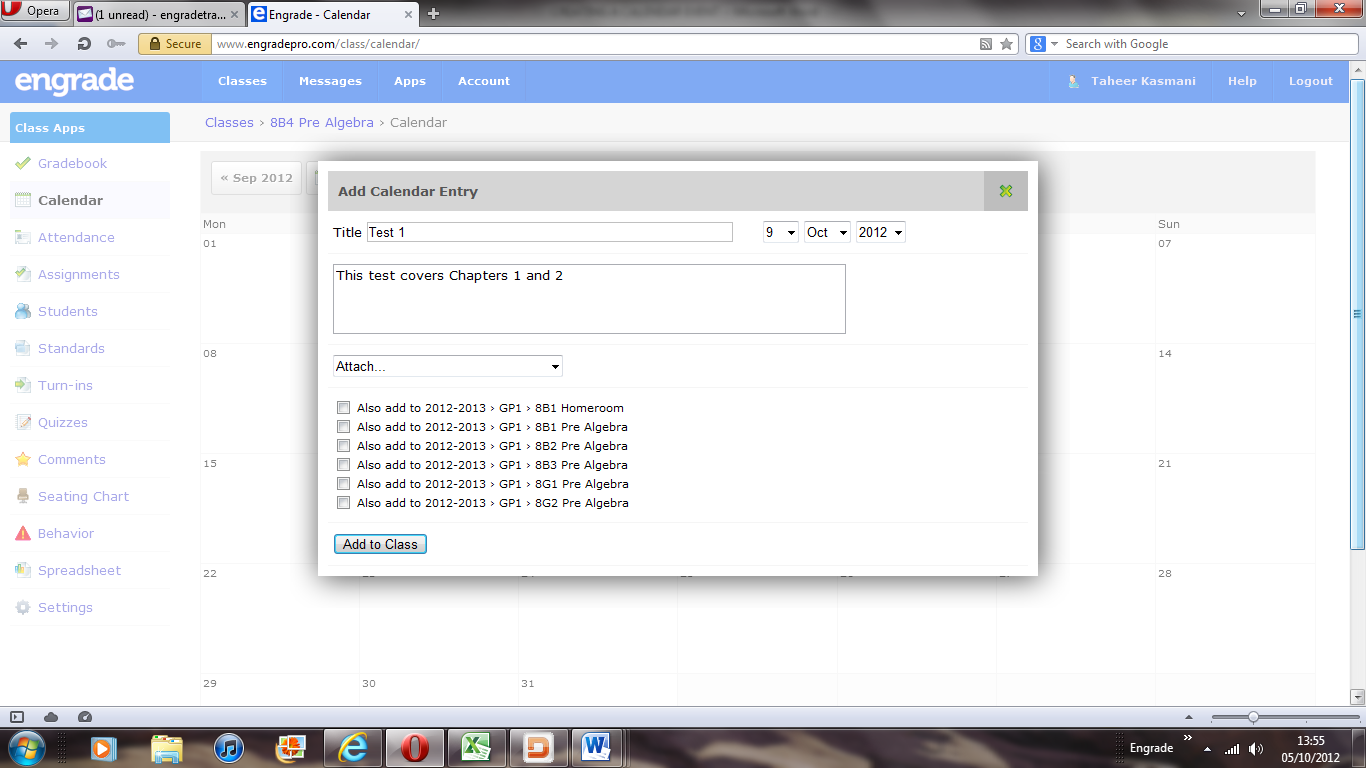 Opera
(1 unread) - engradetra...
Engrade - Calendar
Secure
www.engradepro.com/class/calendar/
Search with Google
engrade
Classes
Messages
Apps
Account
Taheer Kasmani
Help
Logout
Class Apps
Classes › 8B4 Pre Algebra › Calendar
Gradebook
Calendar
Attendance
Assignments
Students
Standards
Turn-ins
Quizzes
Comments
Seating Chart
Behavior
Spreadsheet
Settings
« Sep 2012
Mon
Sun
01
07
08
14
15
21
22
28
29
30
31
Add Calendar Entry
Title Test 1
9 Oct 2012
This test covers Chapters 1 and 2
Attach...
Also add to 2012-2013 › GP1 › 8B1 Homeroom
Also add to 2012-2013 › GP1 › 8B1 Pre Algebra
Also add to 2012-2013 › GP1 › 8B2 Pre Algebra
Also add to 2012-2013 › GP1 › 8B3 Pre Algebra
Also add to 2012-2013 › GP1 › 8G1 Pre Algebra
Also add to 2012-2013 › GP1 › 8G2 Pre Algebra
Add to Class
Engrade
13:55
05/10/2012